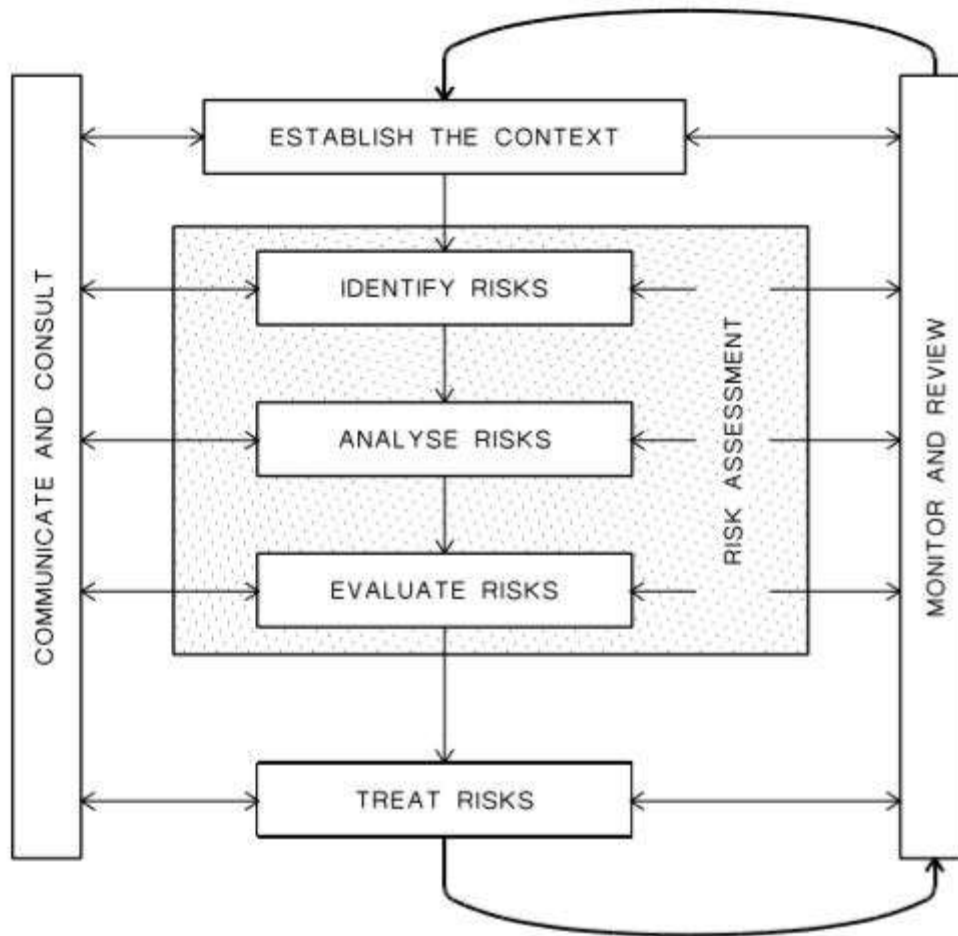 ESTABLISH THE CONTEXT
COMMUNICATE AND CONSULT
IDENTIFY RISKS
ANALYSE RISKS
EVALUATE RISKS
RISK ASSESSMENT
MONITOR AND REVIEW
TREAT RISKS